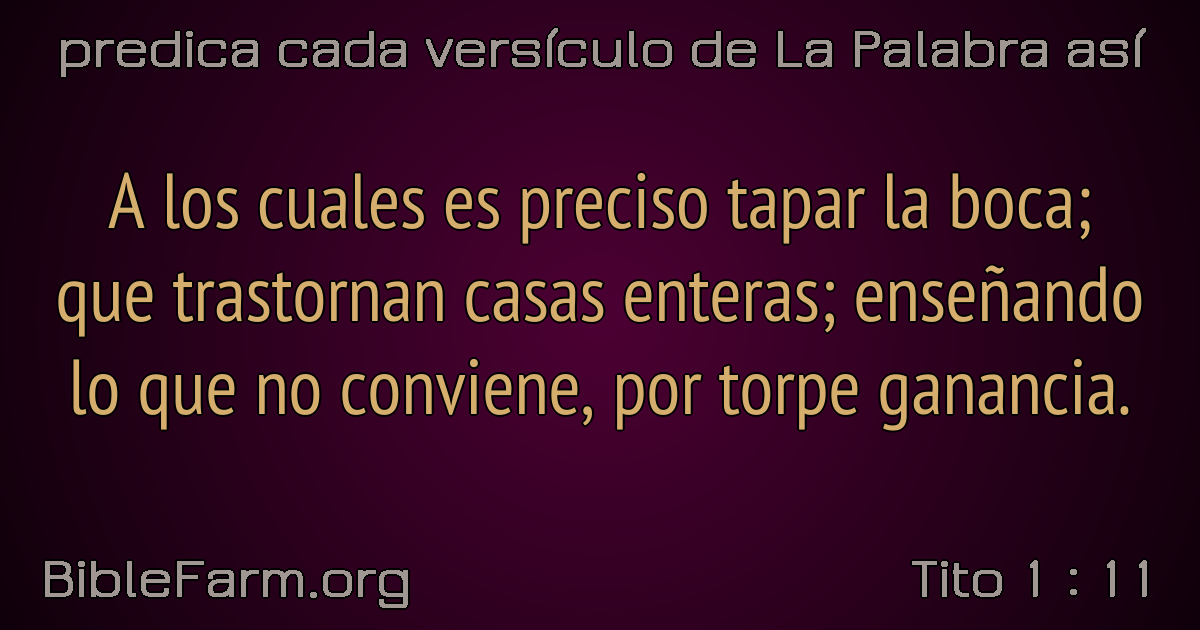 predica cada versículo de La Palabra así
A los cuales es preciso tapar la boca;
que trastornan casas enteras; enseñando
lo que no conviene, por torpe ganancia.
BibleFarm.org
Tito 1 : 11